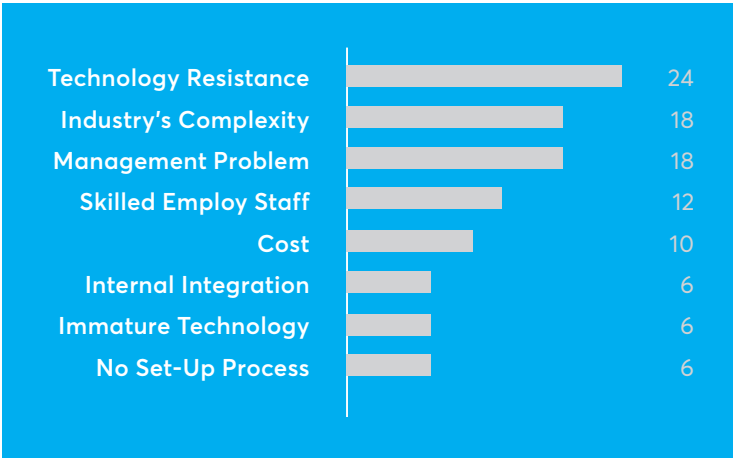 Technology Resistance 24
Industry's Complexity 18
Management Problem 18
Skilled Employ Staff 12
Cost 10
Internal Integration 6
Immature Technology 6
No Set-Up Process 6